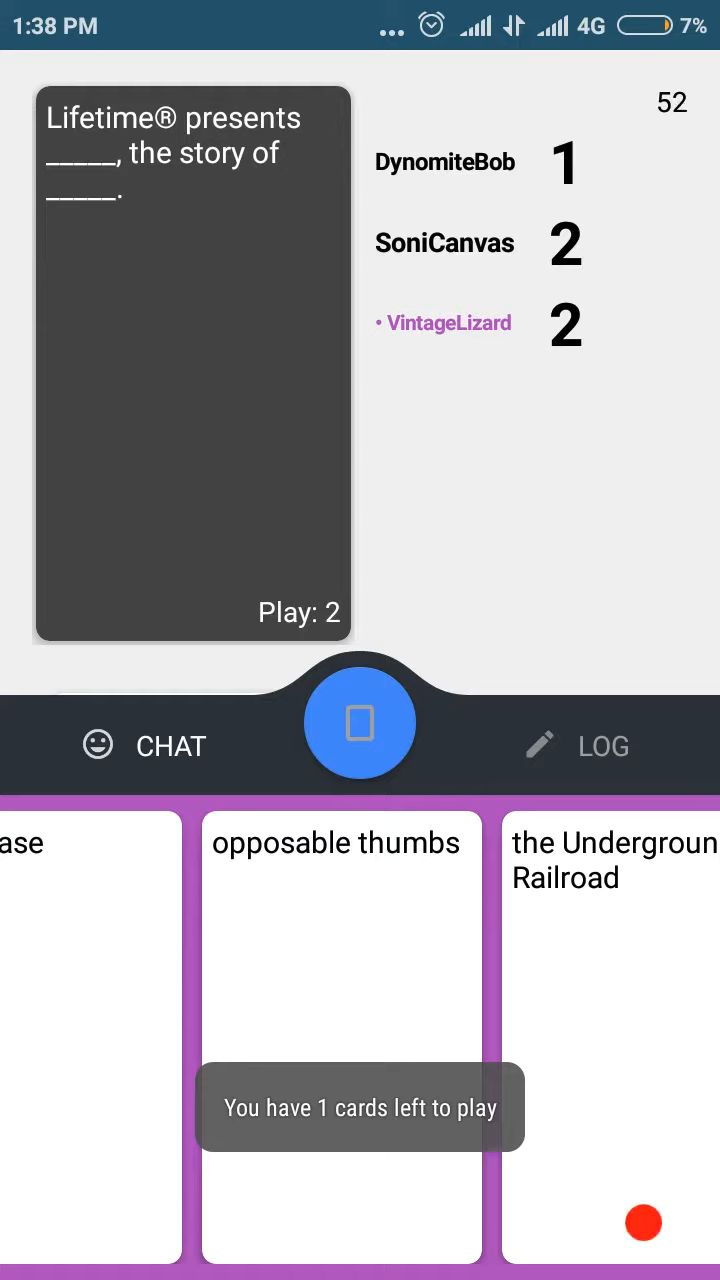 1:38 PM
... 4G 7%
52
Lifetime® presents
_____, the story of
_____.
Play: 2
DynomiteBob 1
SoniCanvas 2
• VintageLizard 2
CHAT
LOG
ase
opposable thumbs
the Undergroun
Railroad
You have 1 cards left to play